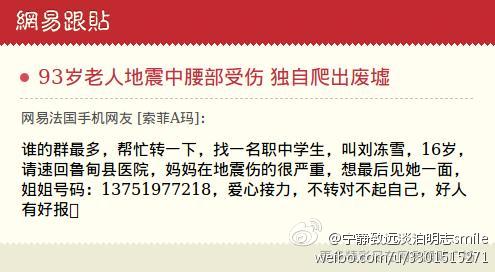 網易跟貼
93岁老人地震中腰部受伤 独自爬出废墟
网易法国手机网友 [索菲A玛]:
谁的群最多，帮忙转一下，找一名职中学生，叫刘冻雪，16岁，
请速回鲁甸县医院，妈妈在地震伤的很严重，想最后见她一面，
姐姐号码：13751977218，爱心接力，不转对不起自己，好人
有好报
@宁静致远淡泊明志smile
weibo.com/u/3301515271